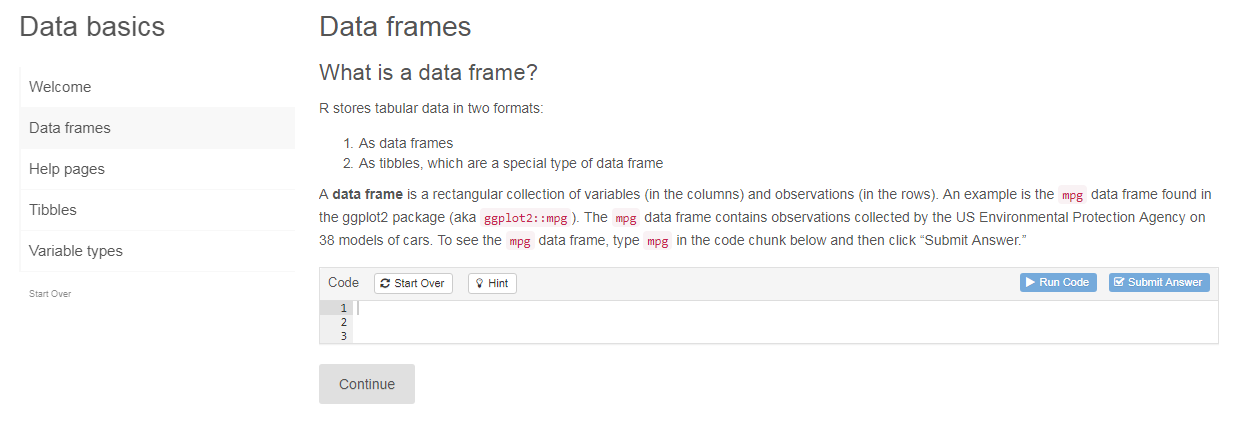 Data basics
Welcome
Data frames
Help pages
Tibbles
Variable types
Start Over
Data frames
What is a data frame?
R stores tabular data in two formats:
1. As data frames
2. As tibbles, which are a special type of data frame
A data frame is a rectangular collection of variables (in the columns) and observations (in the rows). An example is the mpg data frame found in
the ggplot2 package (aka ggplot2::mpg ). The mpg data frame contains observations collected by the US Environmental Protection Agency on
38 models of cars. To see the mpg data frame, type mpg in the code chunk below and then click “Submit Answer.”
Code Start Over Hint Run Code Submit Answer
1
2
3
Continue